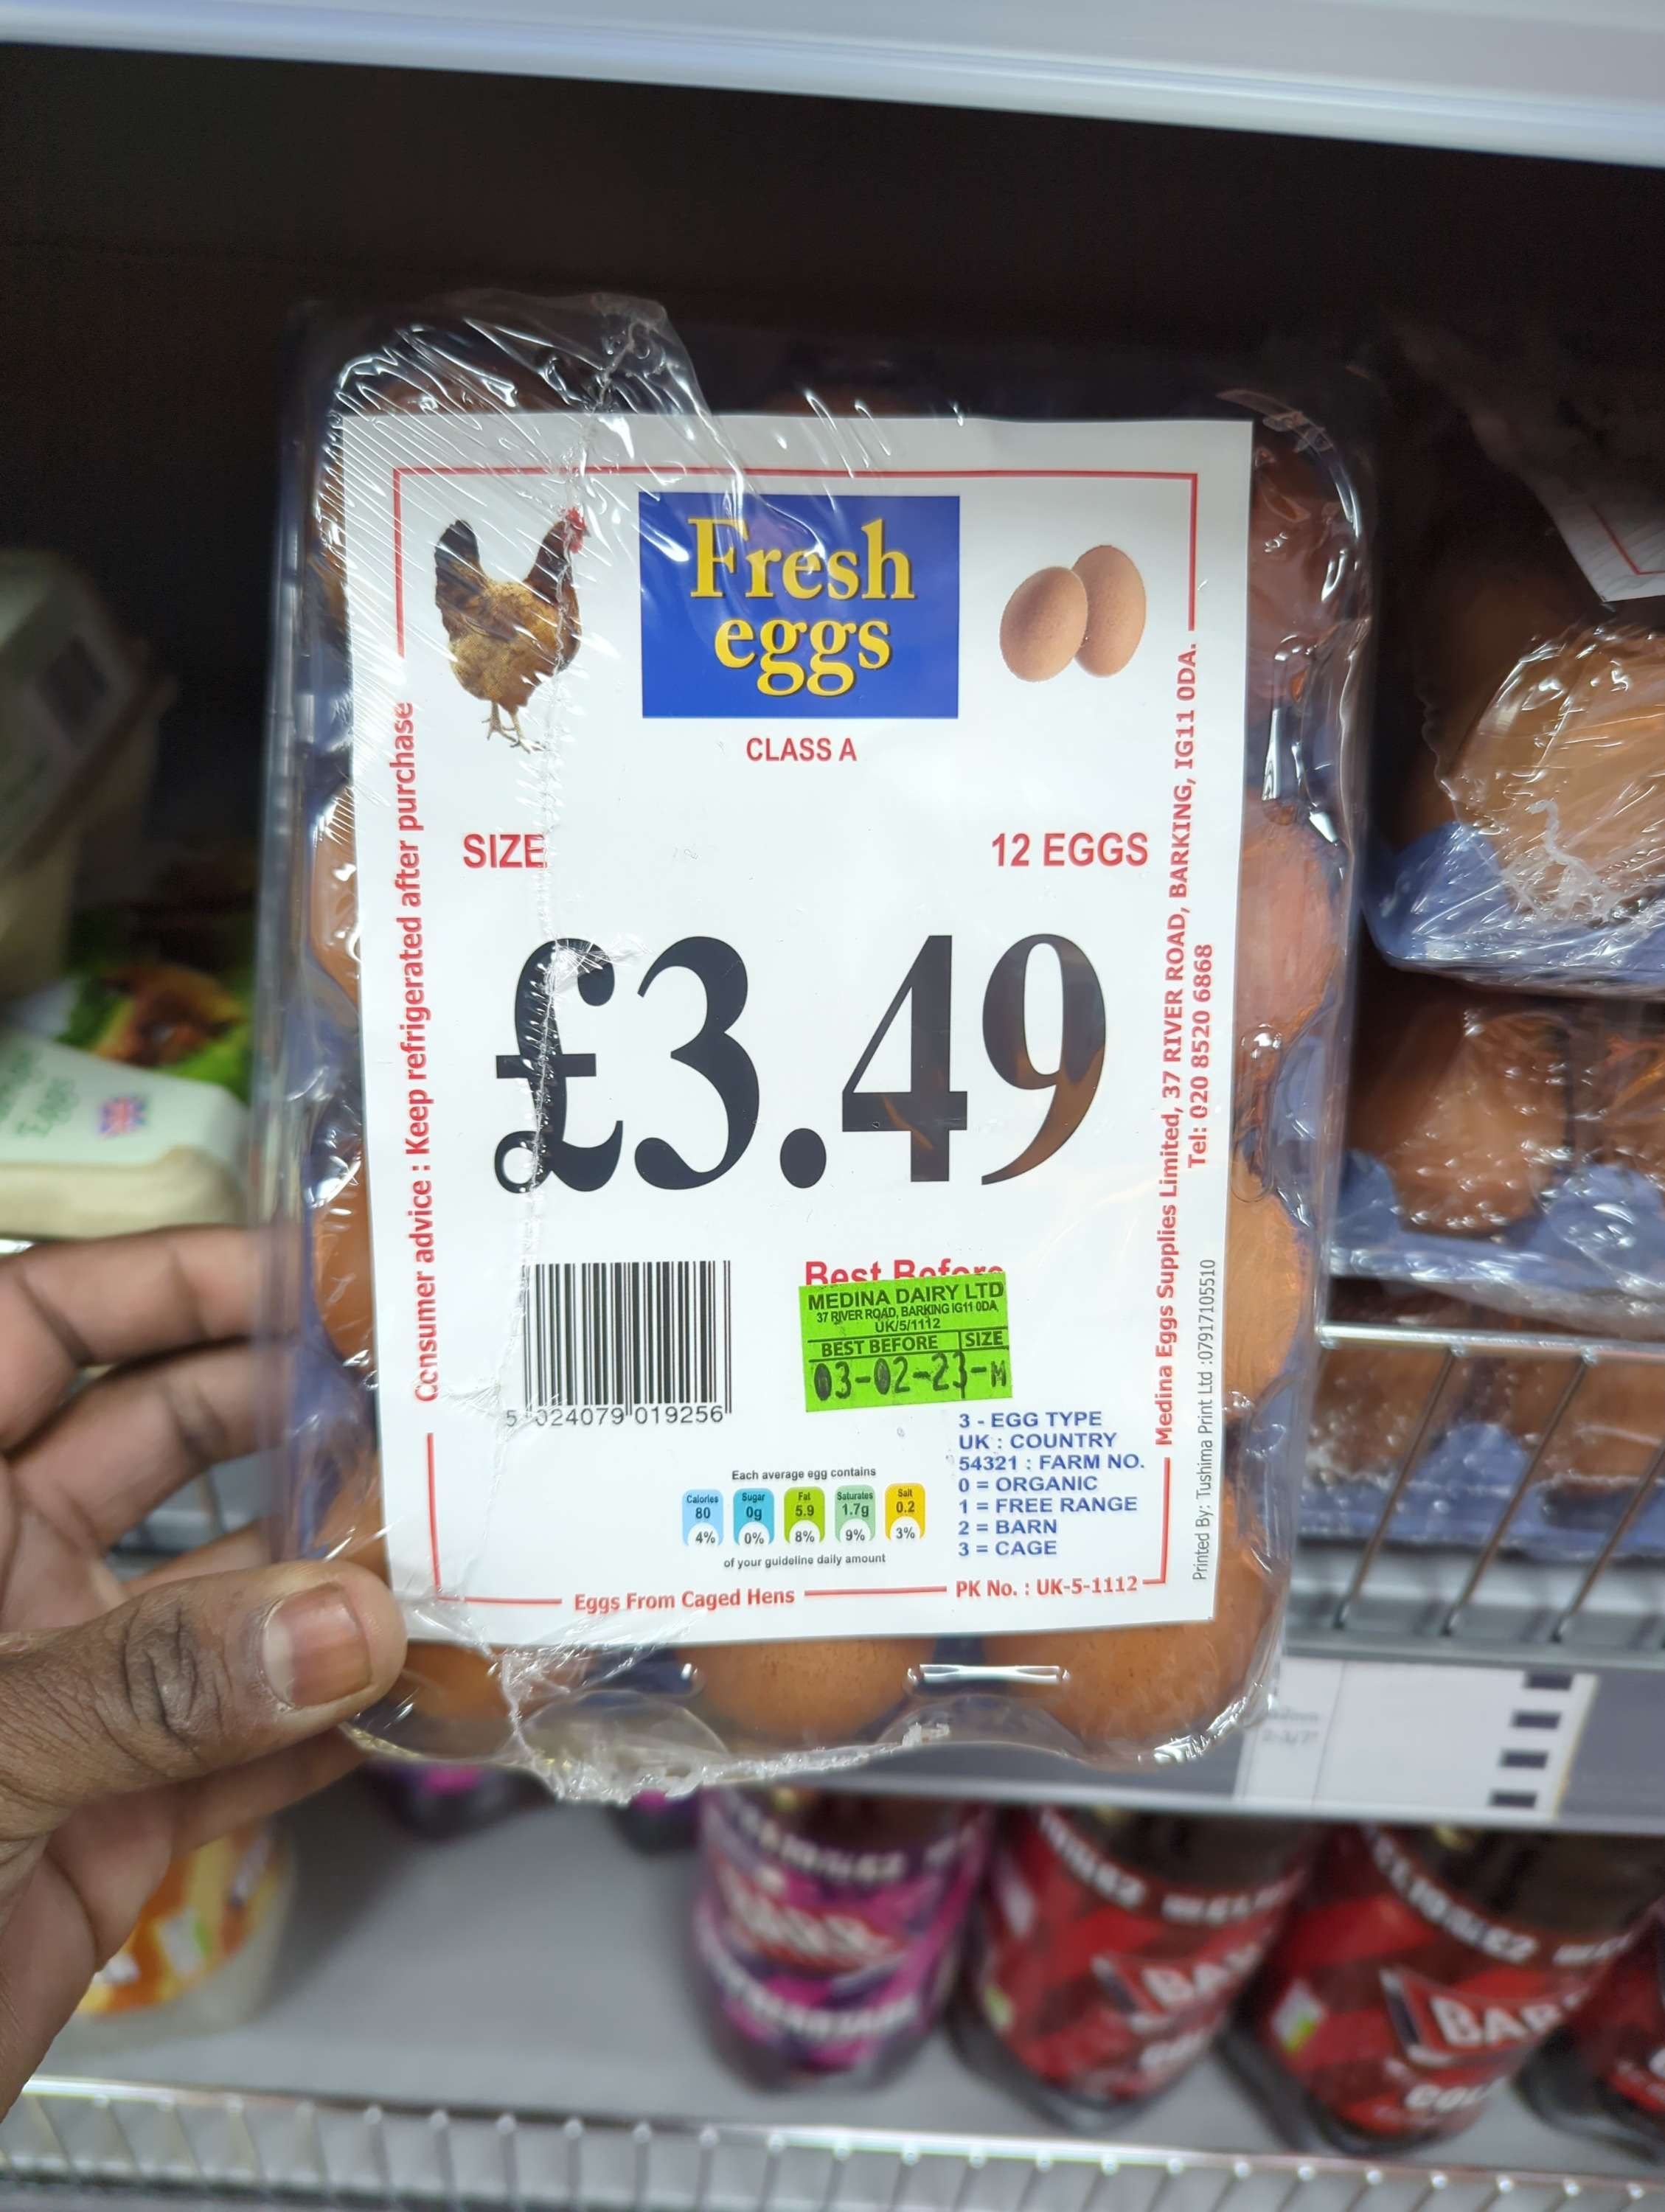 Fresh
eggs
CLASS A
SIZE
12 EGGS
£3.49
Consumer advice : Keep refrigerated after purchase
Medina Eggs Supplies Limited, 37 RIVER ROAD, BARKING, IG11 0DA.
Tel: 020 8520 6868
Printed By: Tushima Print Ltd :07917105510
5 024079 019256
Best Before
MEDINA DAIRY LTD
37 RIVER ROAD, BARKING IG11 0DA
UK/5/1112
BEST BEFORE SIZE
03-02-23-M
3 - EGG TYPE
UK : COUNTRY
54321 : FARM NO.
0 = ORGANIC
1 = FREE RANGE
2 = BARN
3 = CAGE
Each average egg contains
Calories Sugar Fat Saturates Salt
80 0g 5.9 1.7g 0.2
4% 0% 8% 9% 3%
of your guideline daily amount
Eggs From Caged Hens
PK No. : UK-5-1112
BAR
BAR